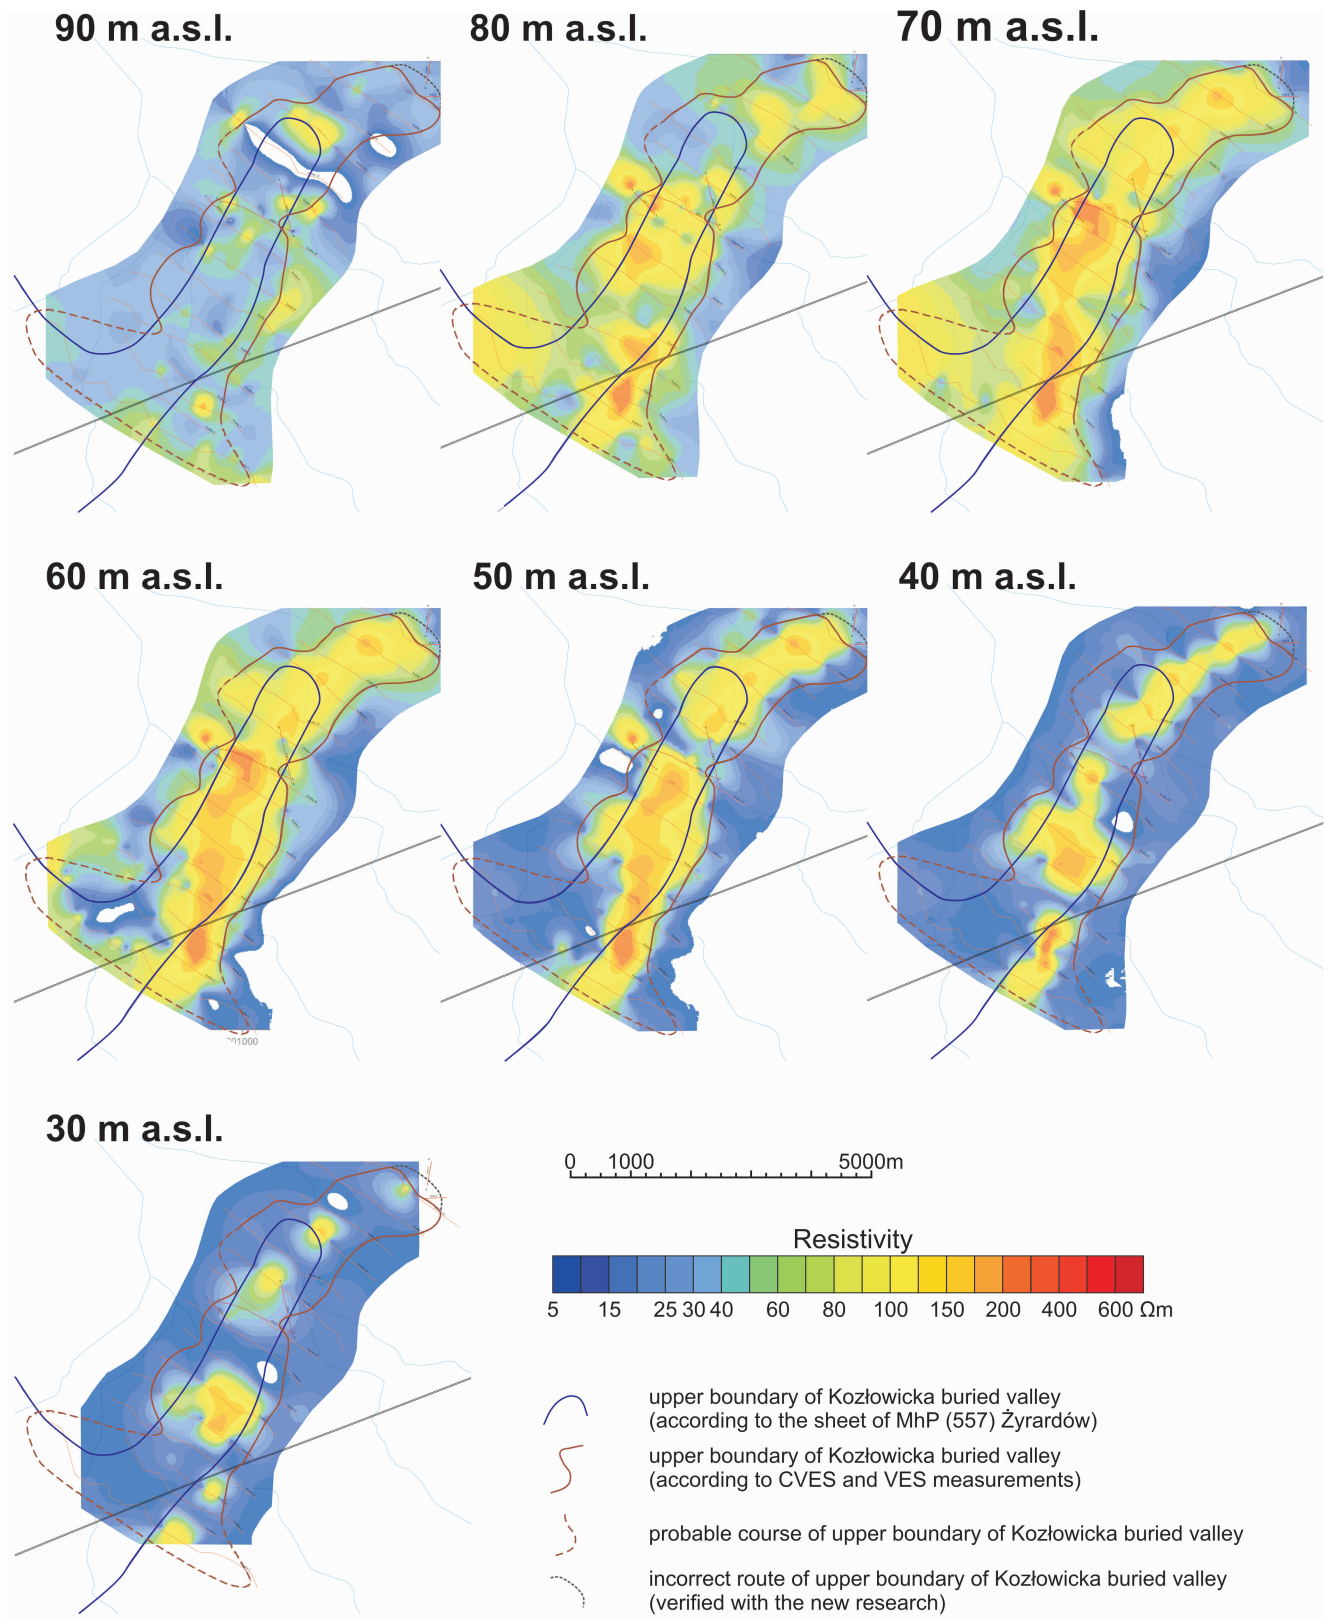 90 m a.s.l.
80 m a.s.l.
70 m a.s.l.
60 m a.s.l.
50 m a.s.l.
40 m a.s.l.
01000
30 m a.s.l.
0 1000 5000m
Resistivity
5 15 25 30 40 60 80 100 150 200 400 600 Ωm
upper boundary of Kozłowicka buried valley
(according to the sheet of MhP (557) Żyrardów)
upper boundary of Kozłowicka buried valley
(according to CVES and VES measurements)
probable course of upper boundary of Kozłowicka buried valley
incorrect route of upper boundary of Kozłowicka buried valley
(verified with the new research)